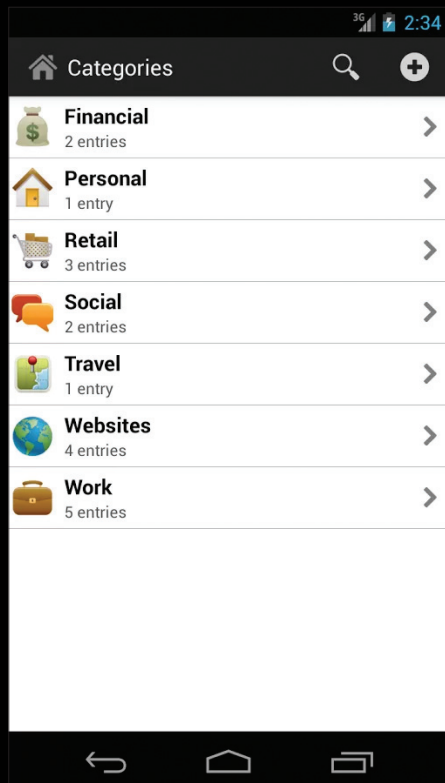 3G 2:34
Categories
Financial
2 entries
Personal
1 entry
Retail
3 entries
Social
2 entries
Travel
1 entry
Websites
4 entries
Work
5 entries